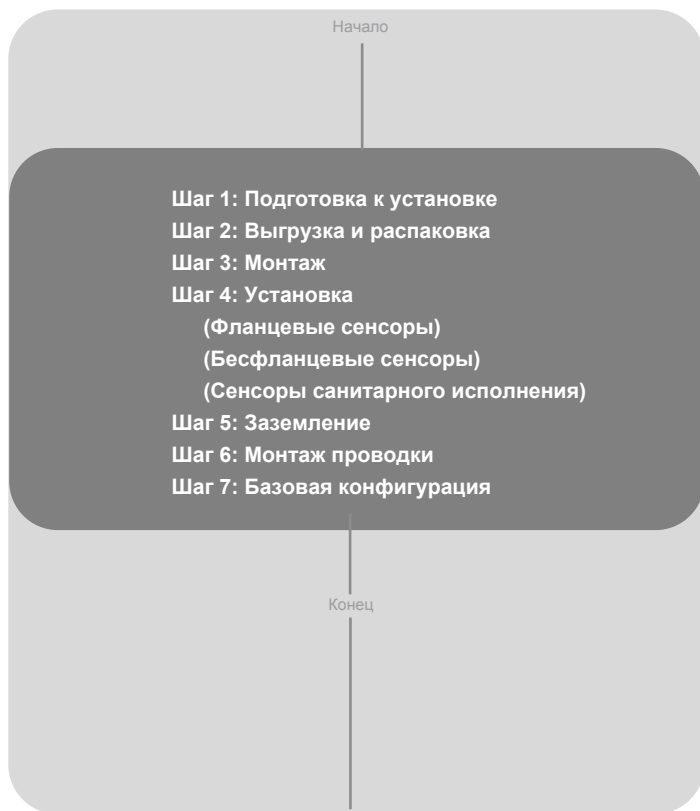 Начало
Шаг 1: Подготовка к установке
Шаг 2: Выгрузка и распаковка
Шаг 3: Монтаж
Шаг 4: Установка
(Фланцевые сенсоры)
(Бесфланцевые сенсоры)
(Сенсоры санитарного исполнения)
Шаг 5: Заземление
Шаг 6: Монтаж проводки
Шаг 7: Базовая конфигурация
Конец